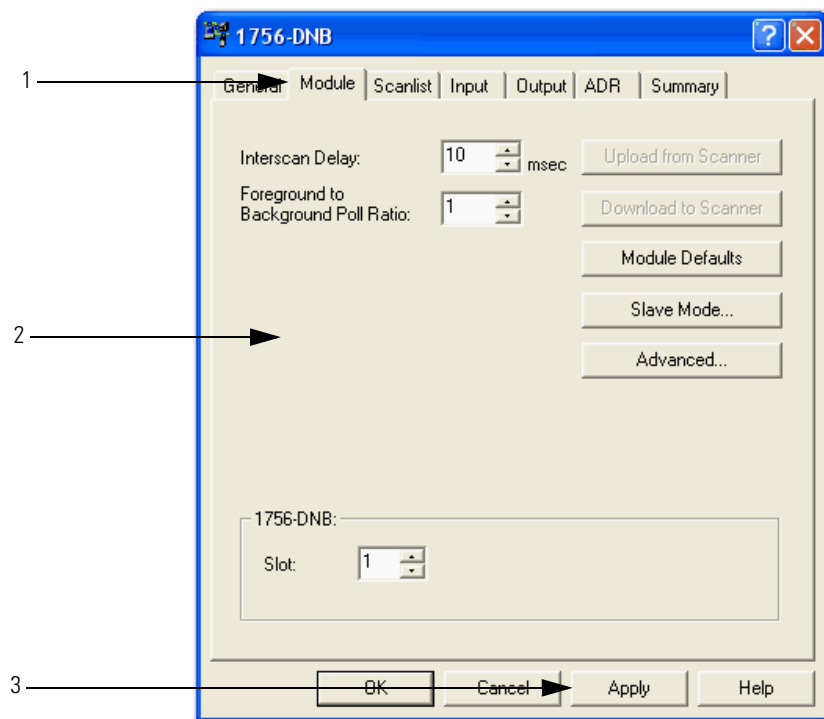 1756-DNB
1
General Module Scanlist Input Output ADR Summary
Interscan Delay: 10 msec Upload from Scanner
Foreground to
Background Poll Ratio: 1 Download to Scanner
Module Defaults
Slave Mode...
2
Advanced...
1756-DNB:
Slot: 1
3
OK Cancel Apply Help